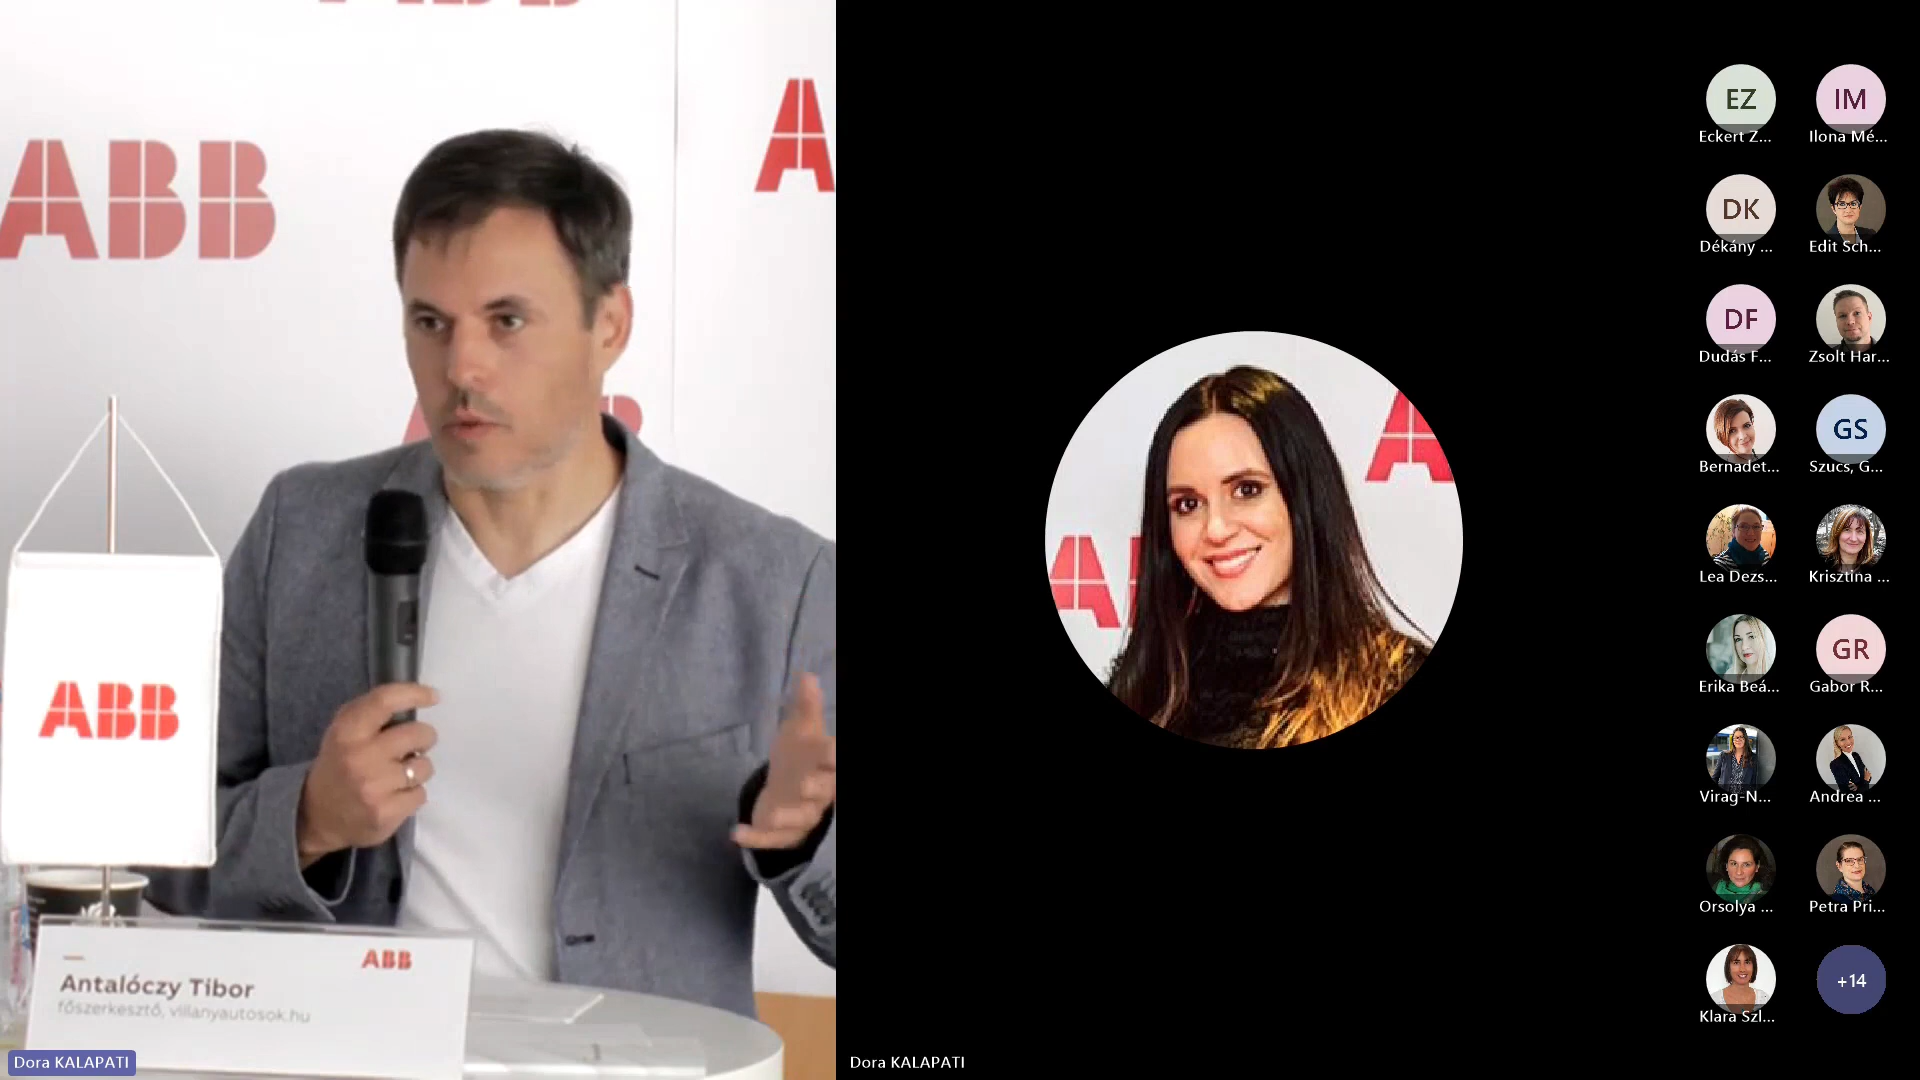 ABB
A
ABB
ABB
Antalóczy Tibor
főszerkesztő, villanyautosok.hu
Dora KALAPATI
A
A
Dora KALAPATI
EZ
Eckert Z...
IM
Ilona Mé...
DK
Dékány ...
Edit Sch...
DF
Dudás F...
Zsolt Har...
Bernadet...
GS
Szucs, G...
Lea Dezs...
Krisztina ...
Erika Beá...
GR
Gabor R...
Virag-N...
Andrea ...
Orsolya ...
Petra Pri...
Klara Szl...
+14